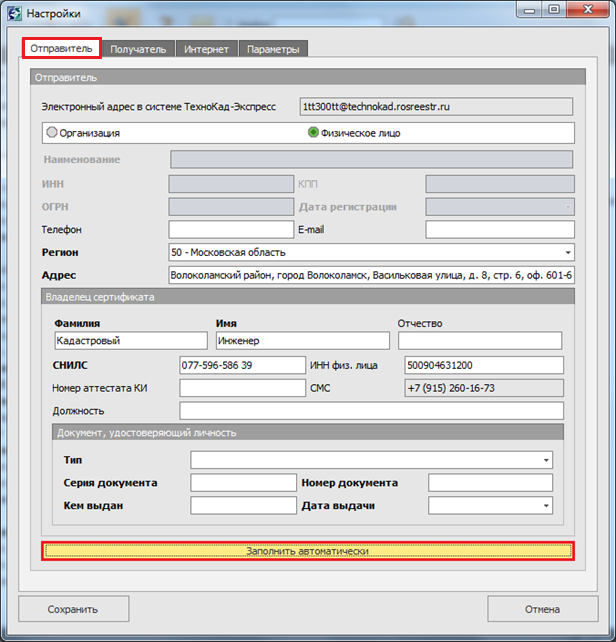 Настройки
Отправитель Получатель Интернет Параметры
Отправитель
Электронный адрес в системе ТехноКад-Экспресс 1tt300tt@technokad.rosreestr.ru
Организация Физическое лицо
Наименование
ИНН КПП
ОГРН Дата регистрации
Телефон E-mail
Регион 50 - Московская область
Адрес Волоколамский район, город Волоколамск, Васильковая улица, д. 8, стр. 6, оф. 601-6
Владелец сертификата
Фамилия Имя Отчество
Кадастровый Инженер
СНИЛС 077-596-586 39 ИНН физ. лица 500904631200
Номер аттестата КИ СМС +7 (915) 260-16-73
Должность
Документ, удостоверяющий личность
Тип
Серия документа Номер документа
Кем выдан Дата выдачи
Заполнить автоматически
Сохранить Отмена